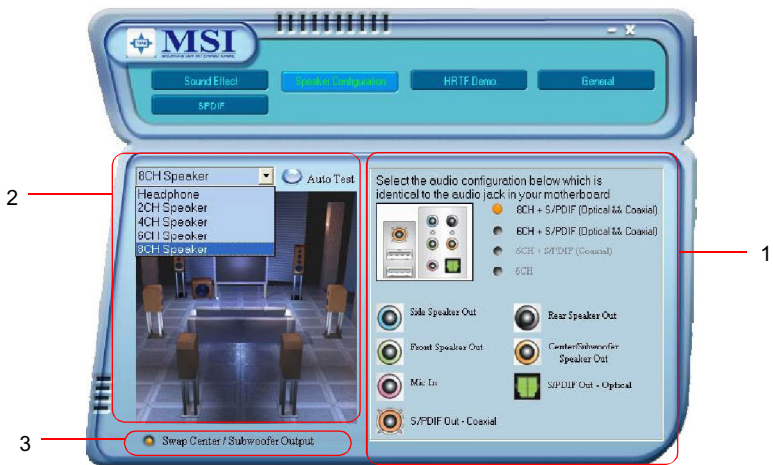 MSI
- x
Sound Effect
Speaker Configuration
HRTF Demo
General
SPDIF
2
8CH Speaker
Auto Test
Headphone
2CH Speaker
4CH Speaker
6CH Speaker
8CH Speaker
Select the audio configuration below which is
identical to the audio jack in your motherboard
8CH + S/PDIF (Optical && Coaxial)
6CH + S/PDIF (Optical && Coaxial)
6CH + S/PDIF (Coaxial)
6CH
1
Side Speaker Out
Rear Speaker Out
Front Speaker Out
Center/Subwoofer
Speaker Out
Mic In
S/PDIF Out - Optical
S/PDIF Out - Coaxial
3
Swap Center / Subwoofer Output